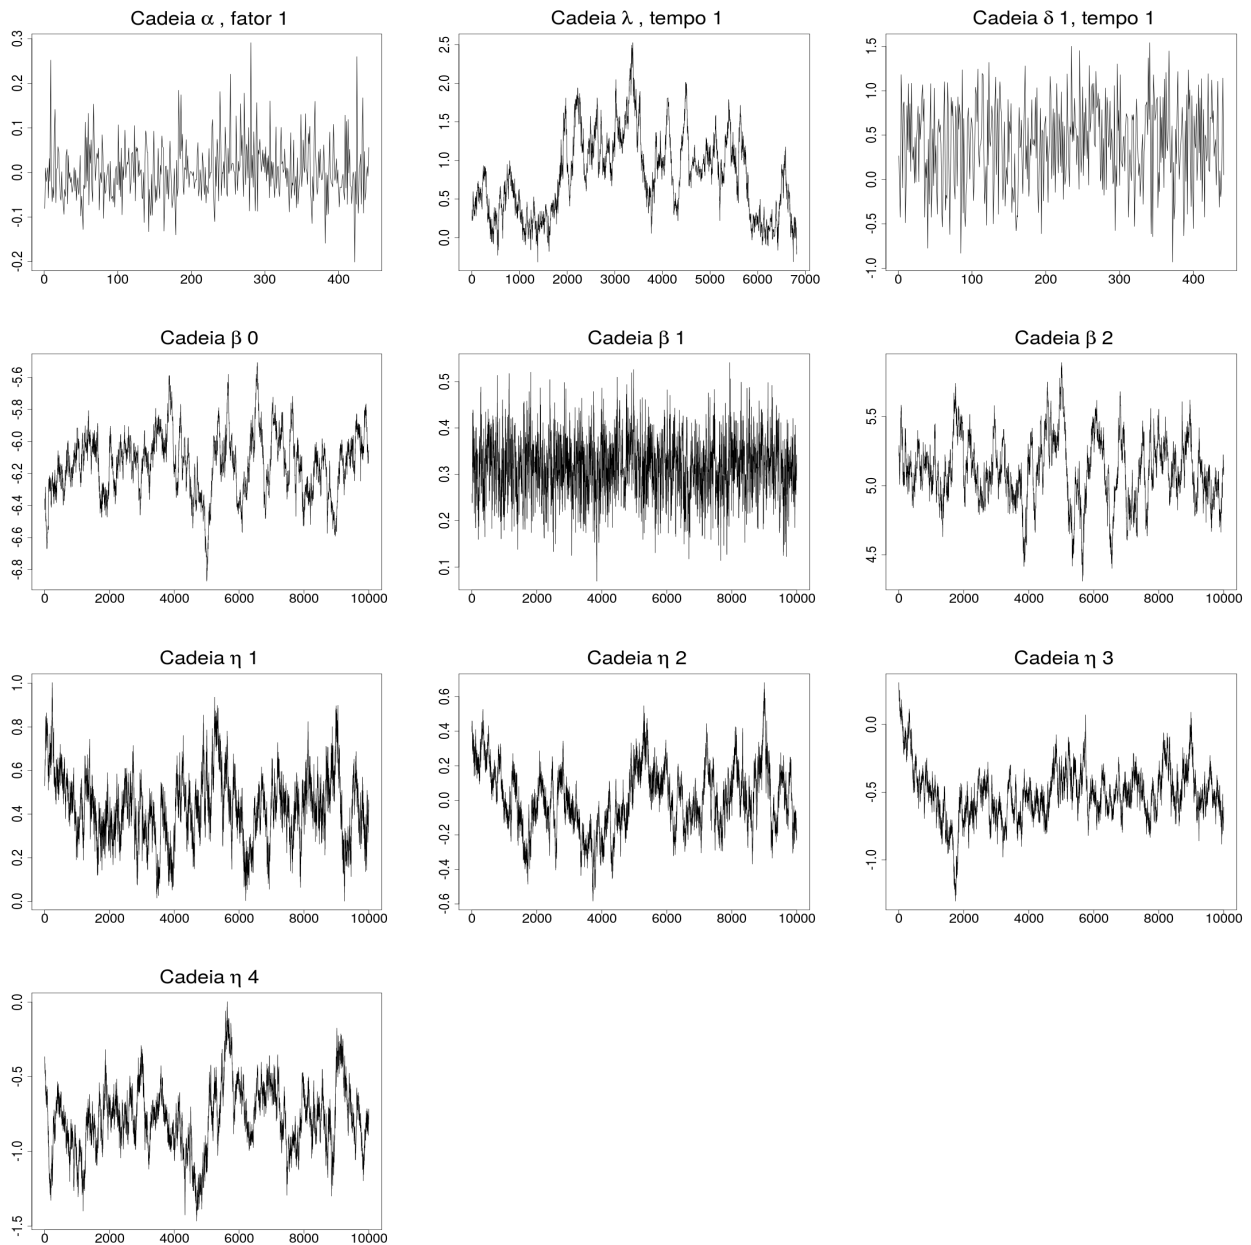 Cadeia α , fator 1
Cadeia λ , tempo 1
Cadeia δ 1, tempo 1
0.3
0.2
0.1
0.0
0.1
0.2
0 100 200 300 400
2.5
2.0
1.5
1.0
0.5
0.0
0 1000 2000 3000 4000 5000 6000 7000
1.5
1.0
0.5
0.0
-0.5
-1.0
0 100 200 300 400
Cadeia β 0
Cadeia β 1
Cadeia β 2
-5.6
-5.8
-6.0
-6.2
-6.4
-6.6
-6.8
0 2000 4000 6000 8000 10000
0.5
0.4
0.3
0.2
0.1
0 2000 4000 6000 8000 10000
5.5
5.0
4.5
0 2000 4000 6000 8000 10000
Cadeia η 1
Cadeia η 2
Cadeia η 3
1.0
0.8
0.6
0.4
0.2
0.0
0 2000 4000 6000 8000 10000
0.6
0.4
0.2
0.0
-0.2
-0.4
-0.6
0 2000 4000 6000 8000 10000
0.0
-0.5
-1.0
0 2000 4000 6000 8000 10000
Cadeia η 4
0.0
-0.5
-1.0
-1.5
0 2000 4000 6000 8000 10000